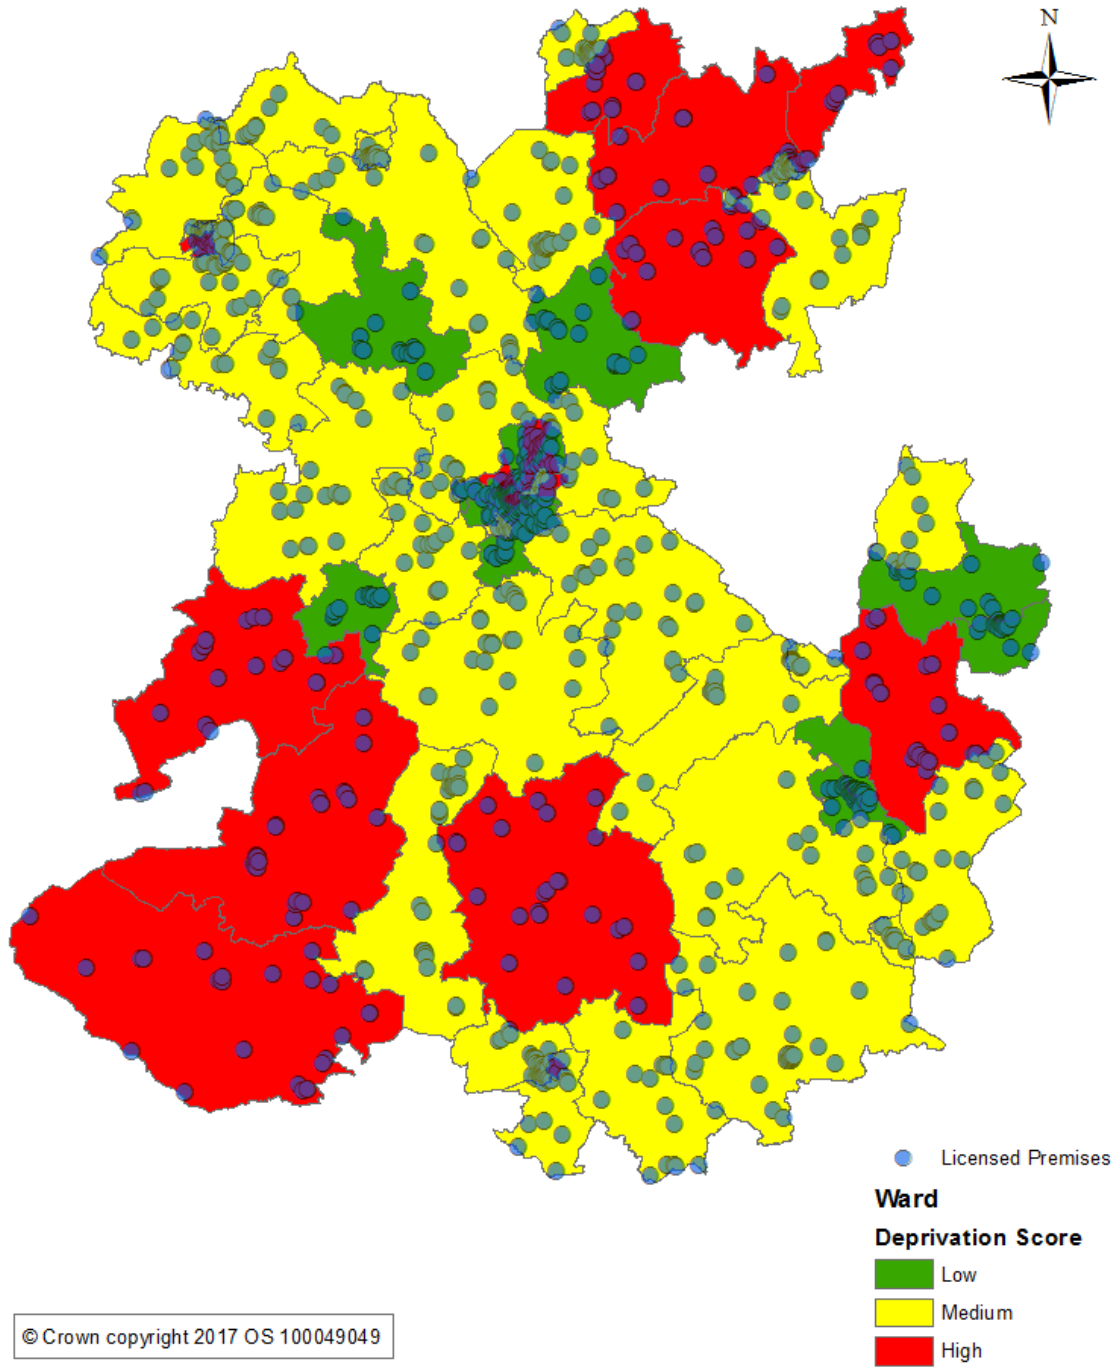 N
Licensed Premises
Ward
Deprivation Score
Low
Medium
High
© Crown copyright 2017 OS 100049049